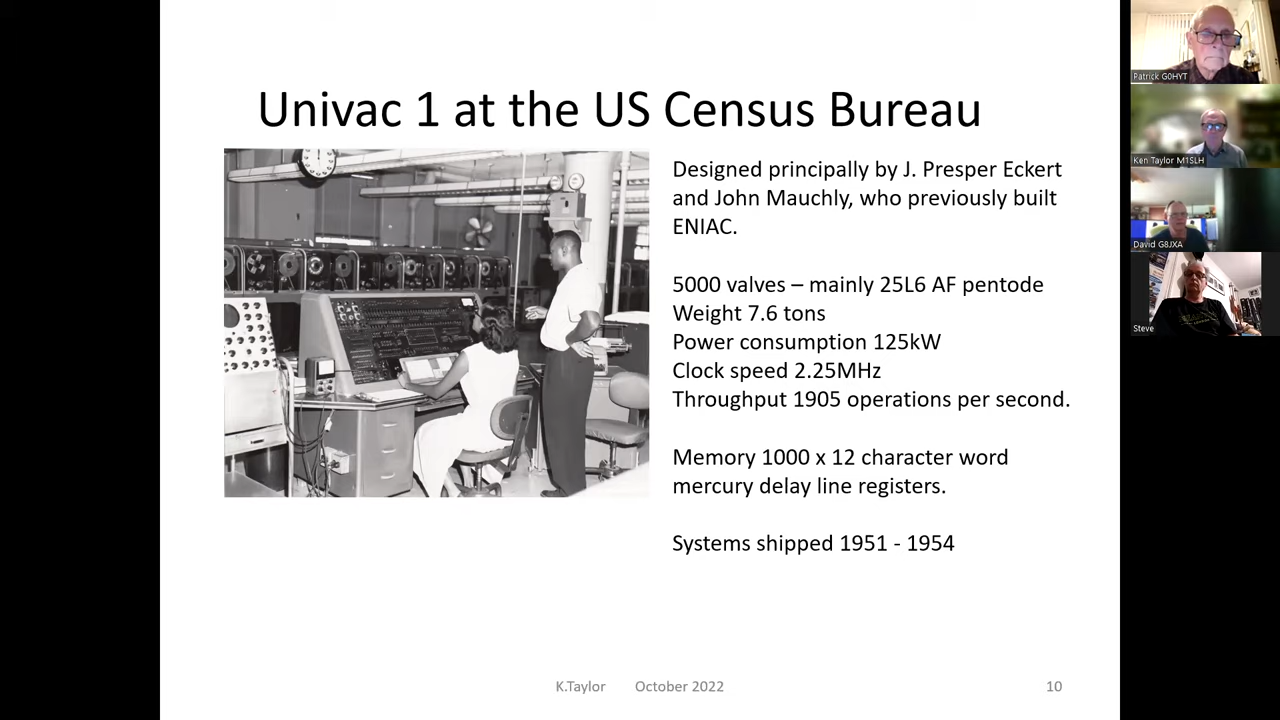 Univac 1 at the US Census Bureau
Designed principally by J. Presper Eckert
and John Mauchly, who previously built
ENIAC.
5000 valves – mainly 25L6 AF pentode
Weight 7.6 tons
Power consumption 125kW
Clock speed 2.25MHz
Throughput 1905 operations per second.
Memory 1000 x 12 character word
mercury delay line registers.
Systems shipped 1951 - 1954
K.Taylor October 2022
10
Patrick G0HYT
Ken Taylor M1SLH
David G8JXA
Steve